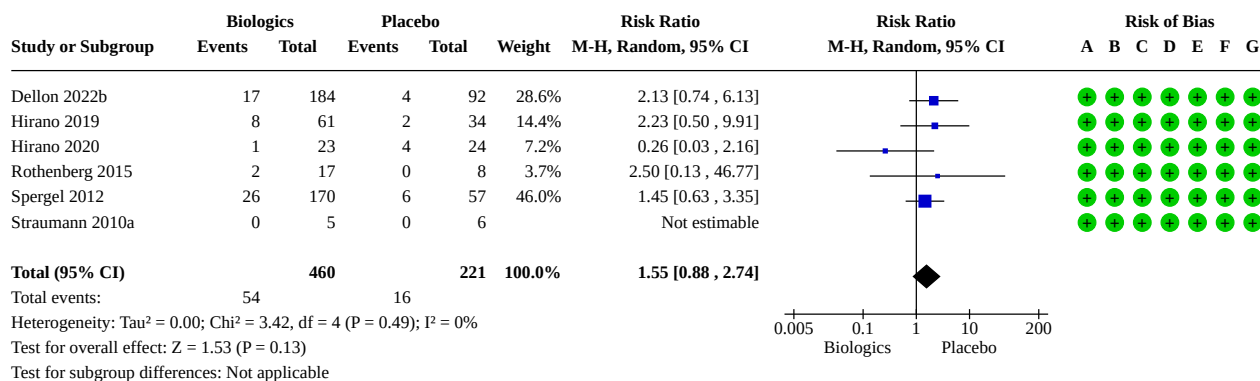 Biologics Placebo Risk Ratio Risk Ratio Risk of Bias
Study or Subgroup Events Total Events Total Weight M-H, Random, 95% CI M-H, Random, 95% CI A B C D E F G
Dellon 2022b 17 184 4 92 28.6% 2.13 [0.74 , 6.13] + + + + + + +
Hirano 2019 8 61 2 34 14.4% 2.23 [0.50 , 9.91] + + + + + + +
Hirano 2020 1 23 4 24 7.2% 0.26 [0.03 , 2.16] + + + + + + +
Rothenberg 2015 2 17 0 8 3.7% 2.50 [0.13 , 46.77] + + + + + + +
Spergel 2012 26 170 6 57 46.0% 1.45 [0.63 , 3.35] + + + + + + +
Straumann 2010a 0 5 0 6 Not estimable + + + + + + +
Total (95% CI) 460 221 100.0% 1.55 [0.88 , 2.74]
Total events: 54 16
Heterogeneity: Tau² = 0.00; Chi² = 3.42, df = 4 (P = 0.49); I² = 0%
0.005 0.1 1 10 200
Test for overall effect: Z = 1.53 (P = 0.13) Biologics Placebo
Test for subgroup differences: Not applicable